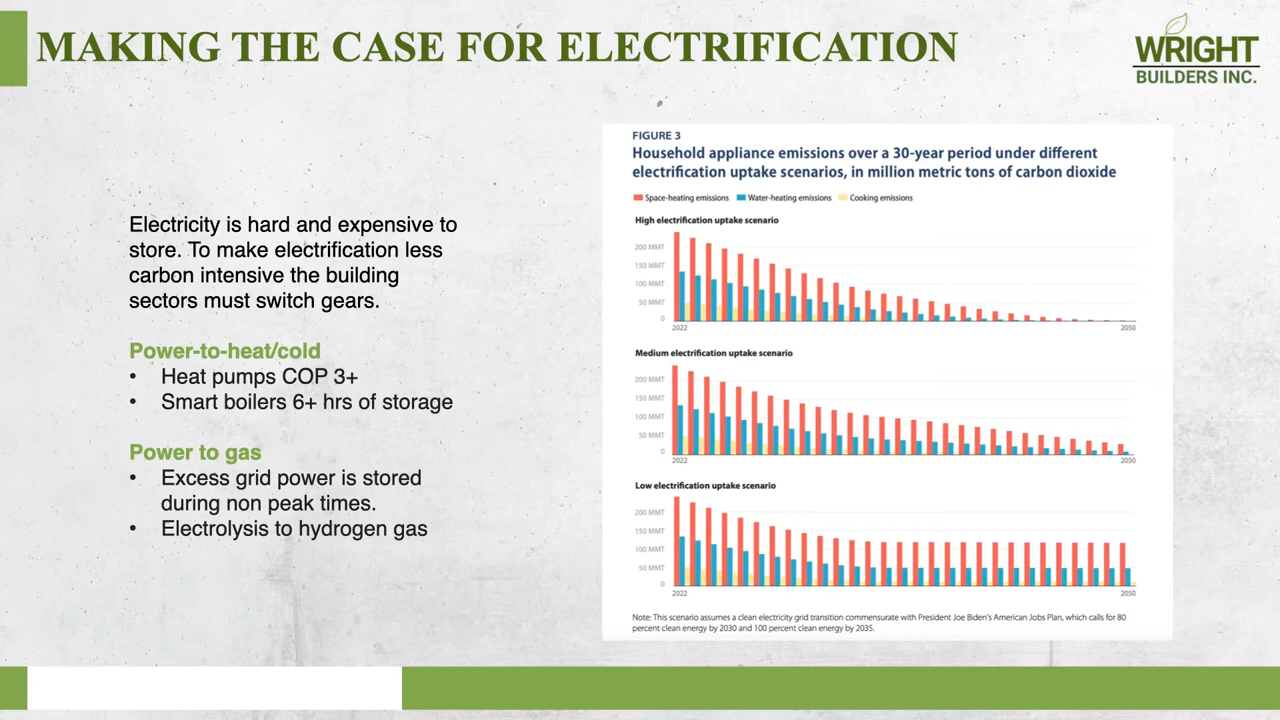 MAKING THE CASE FOR ELECTRIFICATION
WRIGHT
BUILDERS INC.
Electricity is hard and expensive to
store. To make electrification less
carbon intensive the building
sectors must switch gears.
Power-to-heat/cold
• Heat pumps COP 3+
• Smart boilers 6+ hrs of storage
Power to gas
• Excess grid power is stored
during non peak times.
• Electrolysis to hydrogen gas
FIGURE 3
Household appliance emissions over a 30-year period under different
electrification uptake scenarios, in million metric tons of carbon dioxide
Space-heating emissions Water-heating emissions Cooking emissions
High electrification uptake scenario
200 MMT
150 MMT
100 MMT
50 MMT
0
2022 2050
Medium electrification uptake scenario
200 MMT
150 MMT
100 MMT
50 MMT
0
2022 2050
Low electrification uptake scenario
200 MMT
150 MMT
100 MMT
50 MMT
0
2022 2050
Note: This scenario assumes a clean electricity grid transition commensurate with President Joe Biden's American Jobs Plan, which calls for 80
percent clean energy by 2030 and 100 percent clean energy by 2035.